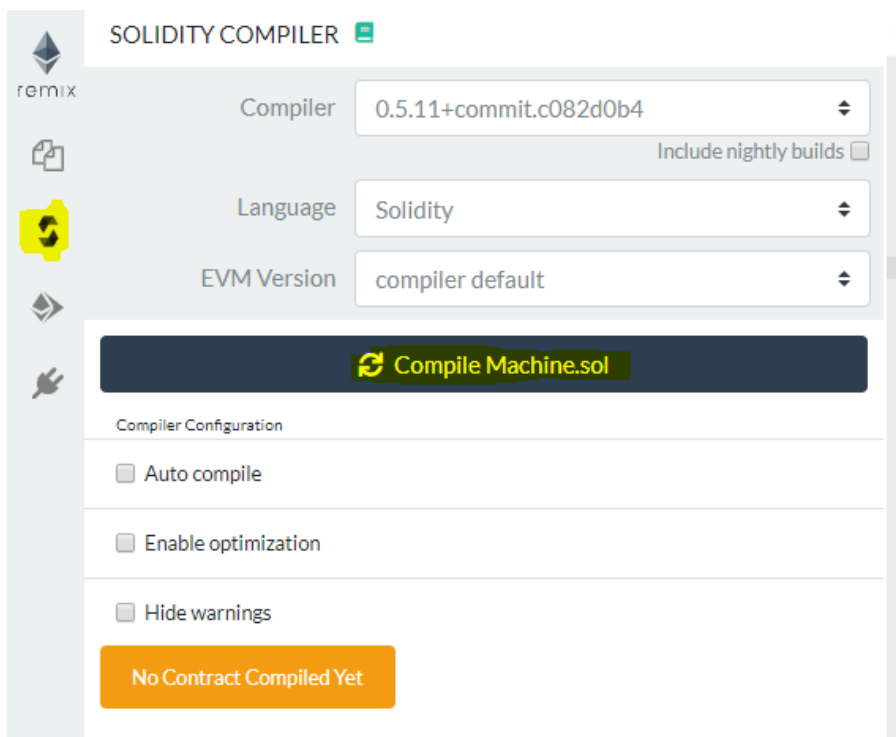 SOLIDITY COMPILER
remix
Compiler 0.5.11+commit.c082d0b4
Include nightly builds
Language Solidity
EVM Version compiler default
Compile Machine.sol
Compiler Configuration
Auto compile
Enable optimization
Hide warnings
No Contract Compiled Yet